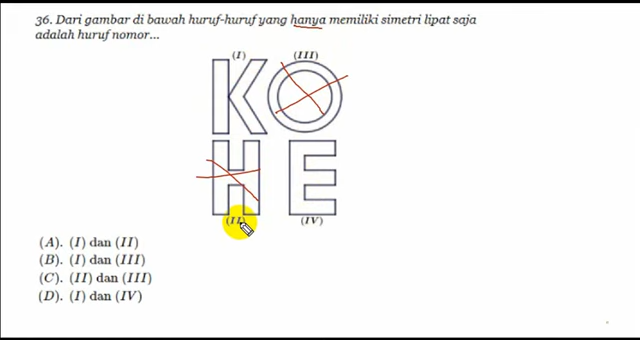 36. Dari gambar di bawah huruf-huruf yang hanya memiliki simetri lipat saja
adalah huruf nomor...
(I) (III)
K O
H E
(II) (IV)
(A). (I) dan (II)
(B). (I) dan (III)
(C). (II) dan (III)
(D). (I) dan (IV)